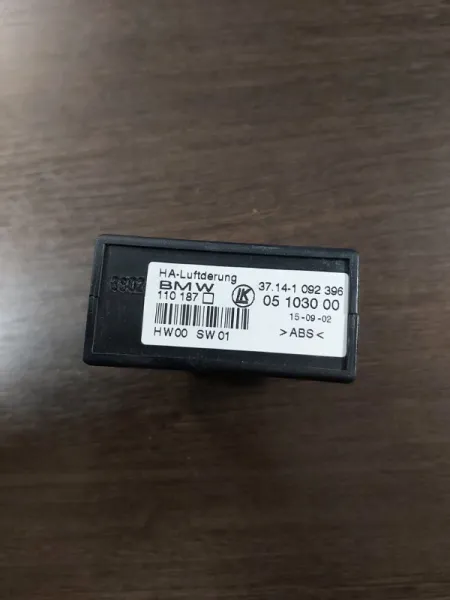 HA-Luftderung
BMW
110 187
HW00 SW01
LK
37.14-1 092 396
05 1030 00
15-09-02
>ABS<